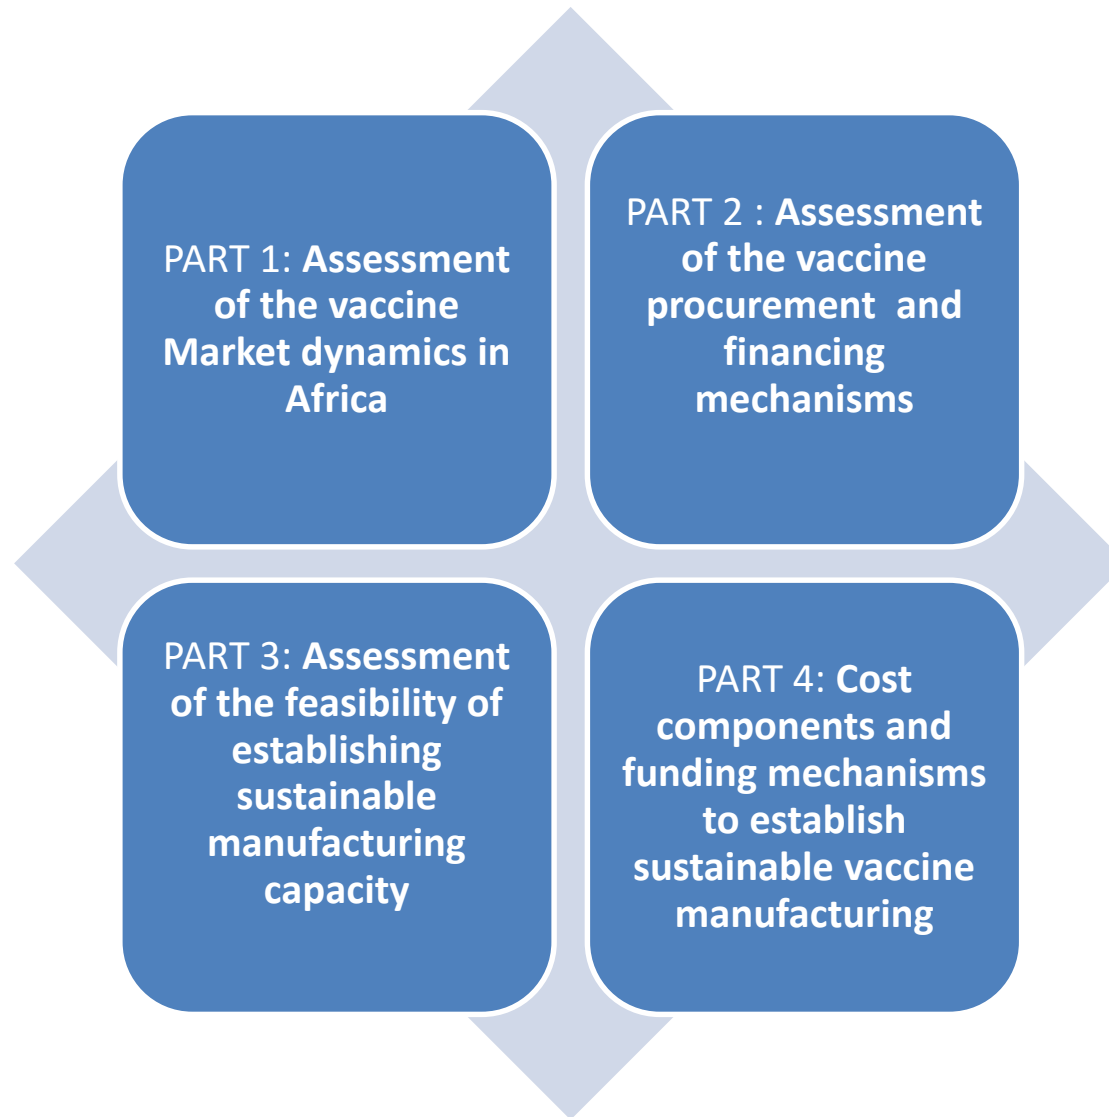 PART 1: Assessment
of the vaccine
Market dynamics in
Africa
PART 2 : Assessment
of the vaccine
procurement and
financing
mechanisms
PART 3: Assessment
of the feasibility of
establishing
sustainable
manufacturing
capacity
PART 4: Cost
components and
funding mechanisms
to establish
sustainable vaccine
manufacturing